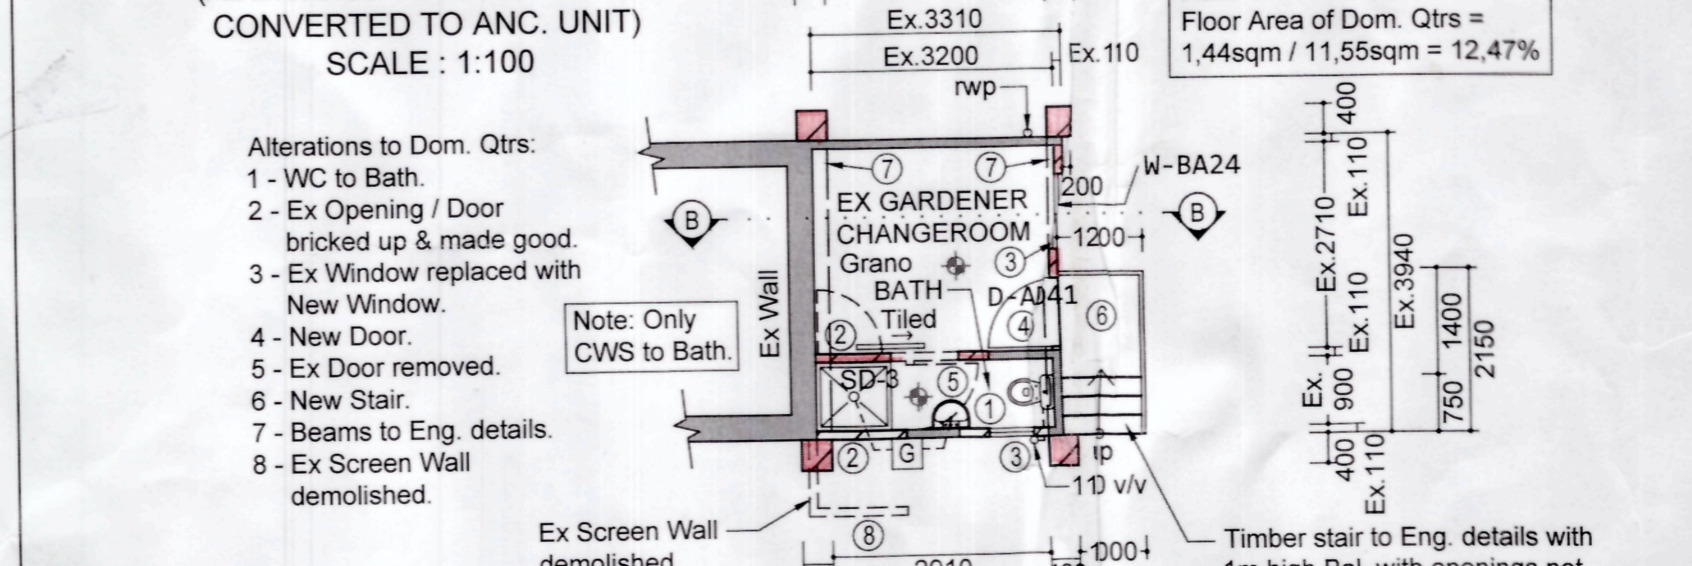 CONVERTED TO ANC. UNIT)
SCALE : 1:100
Floor Area of Dom. Qtrs =
1,44sqm / 11,55sqm = 12,47%
Alterations to Dom. Qtrs:
1 - WC to Bath.
2 - Ex Opening / Door
bricked up & made good.
3 - Ex Window replaced with
New Window.
4 - New Door.
5 - Ex Door removed.
6 - New Stair.
7 - Beams to Eng. details.
8 - Ex Screen Wall
demolished.
Note: Only
CWS to Bath.
Ex.3310
Ex.3200
Ex.110
rwp
7
7
W-BA24
200
EX GARDENER
CHANGEROOM
Grano
3
1200
B
B
Ex Wall
BATH
Tiled
2
4
6
SD-3
5
1
2
G
3
11 v/v
Ex Screen Wall
demolished
8
1000
Timber stair to Eng. details with
400
Ex.110
Ex.2710
Ex.110
Ex.3940
1400
2150
Ex.
900
750
400
Ex.110